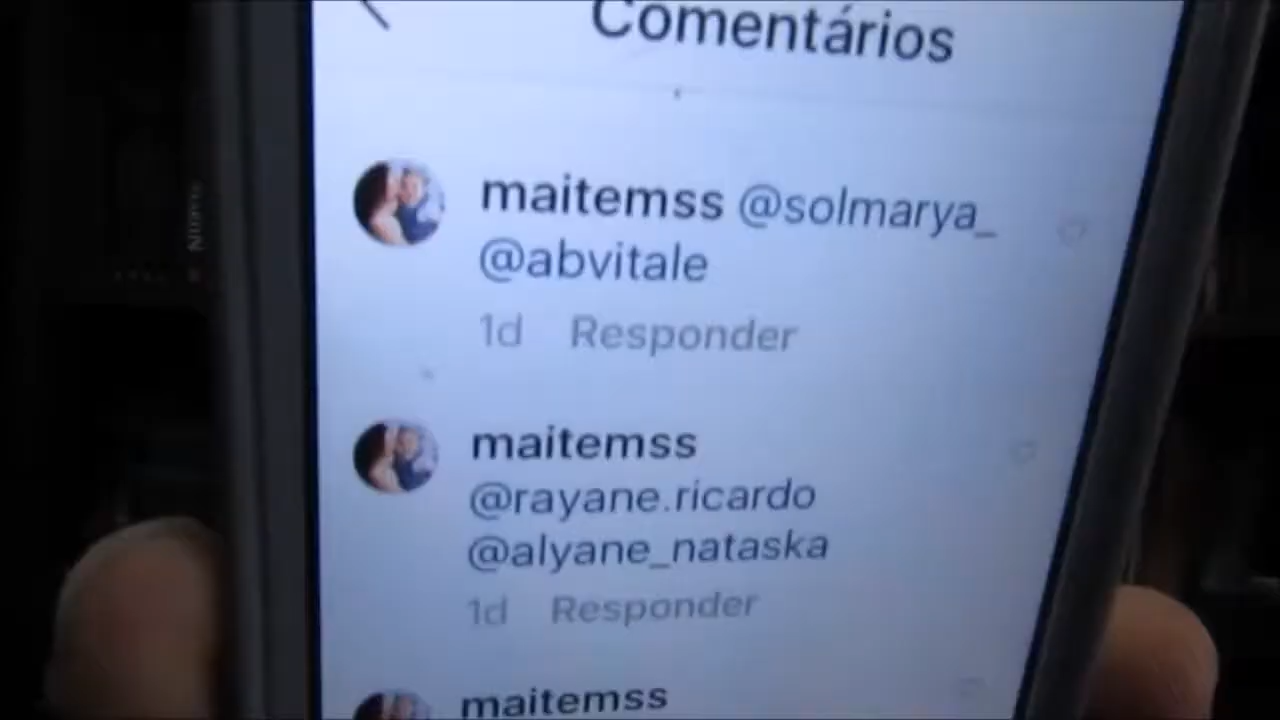 Comentários
maitemss @solmarya_
@abvitale
1d Responder
maitemss
@rayane.ricardo
@alyane_nataska
1d Responder
maitemss